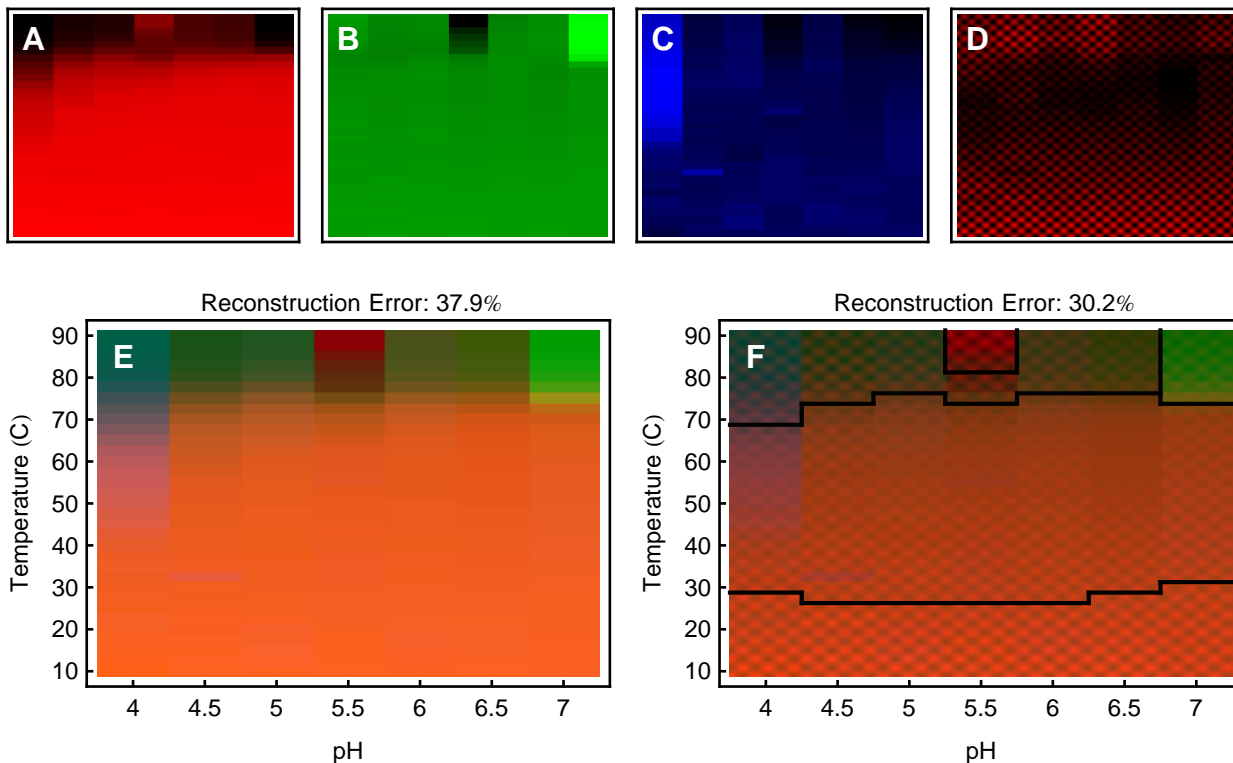 A B C D
Reconstruction Error: 37.9%
Reconstruction Error: 30.2%
E
F
Temperature (C)
90
80
70
60
50
40
30
20
10
4 4.5 5 5.5 6 6.5 7
pH
Temperature (C)
90
80
70
60
50
40
30
20
10
4 4.5 5 5.5 6 6.5 7
pH